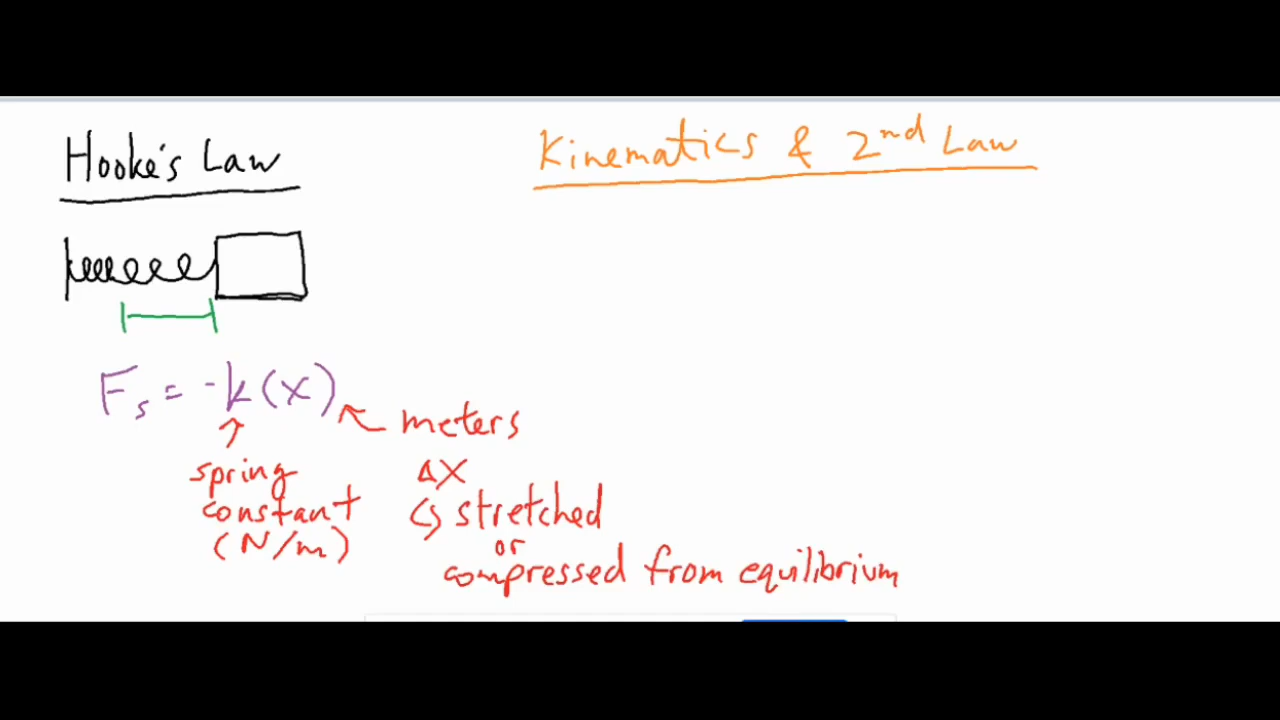 Hooke's Law
Kinematics & 2nd Law
Fs = -k(x)
meters
spring
constant
(N/m)
Δx
stretched
or
compressed from equilibrium